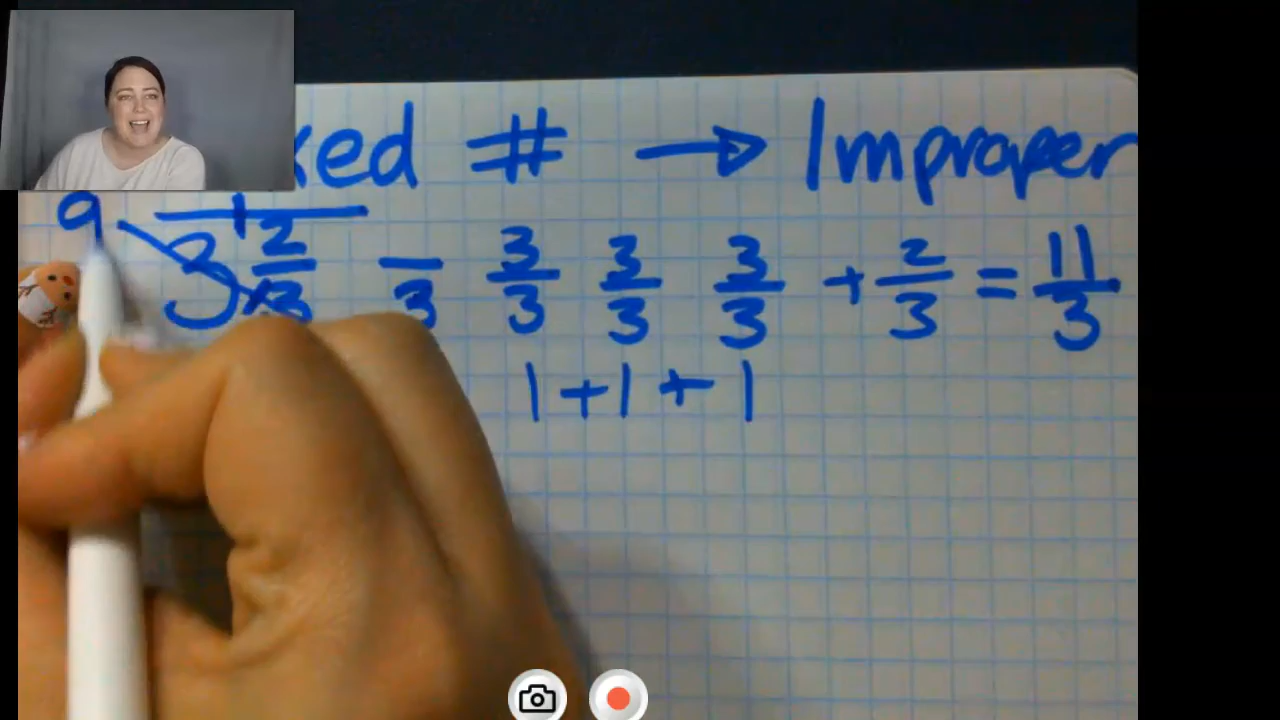 xed # → Improper
9 3 2/3 _/3 3/3 3/3 3/3 + 2/3 = 11/3
1 + 1 + 1